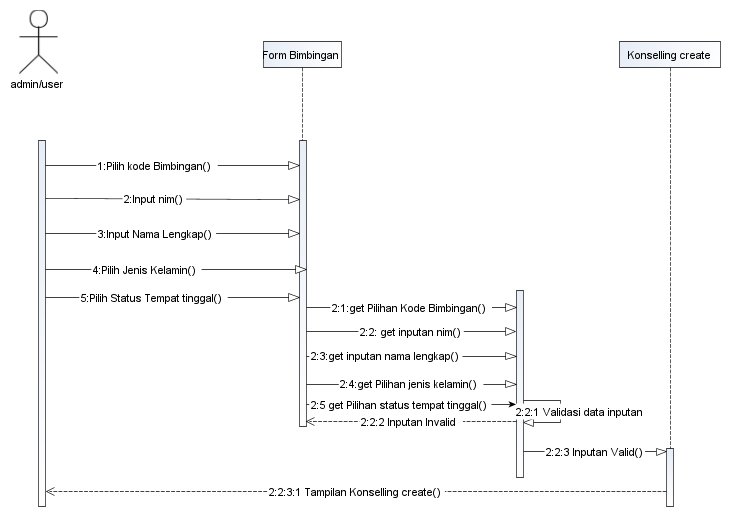 admin/user
Form Bimbingan
Konselling create
1:Pilih kode Bimbingan()
2:Input nim()
3:Input Nama Lengkap()
4:Pilih Jenis Kelamin()
5:Pilih Status Tempat tinggal()
2:1:get Pilihan Kode Bimbingan()
2:2: get inputan nim()
2:3:get inputan nama lengkap()
2:4:get Pilihan jenis kelamin()
2:5 get Pilihan status tempat tinggal()
2:2:1 Validasi data inputan
2:2:2 Inputan Invalid
2:2:3 Inputan Valid()
2:2:3:1 Tampilan Konselling create()